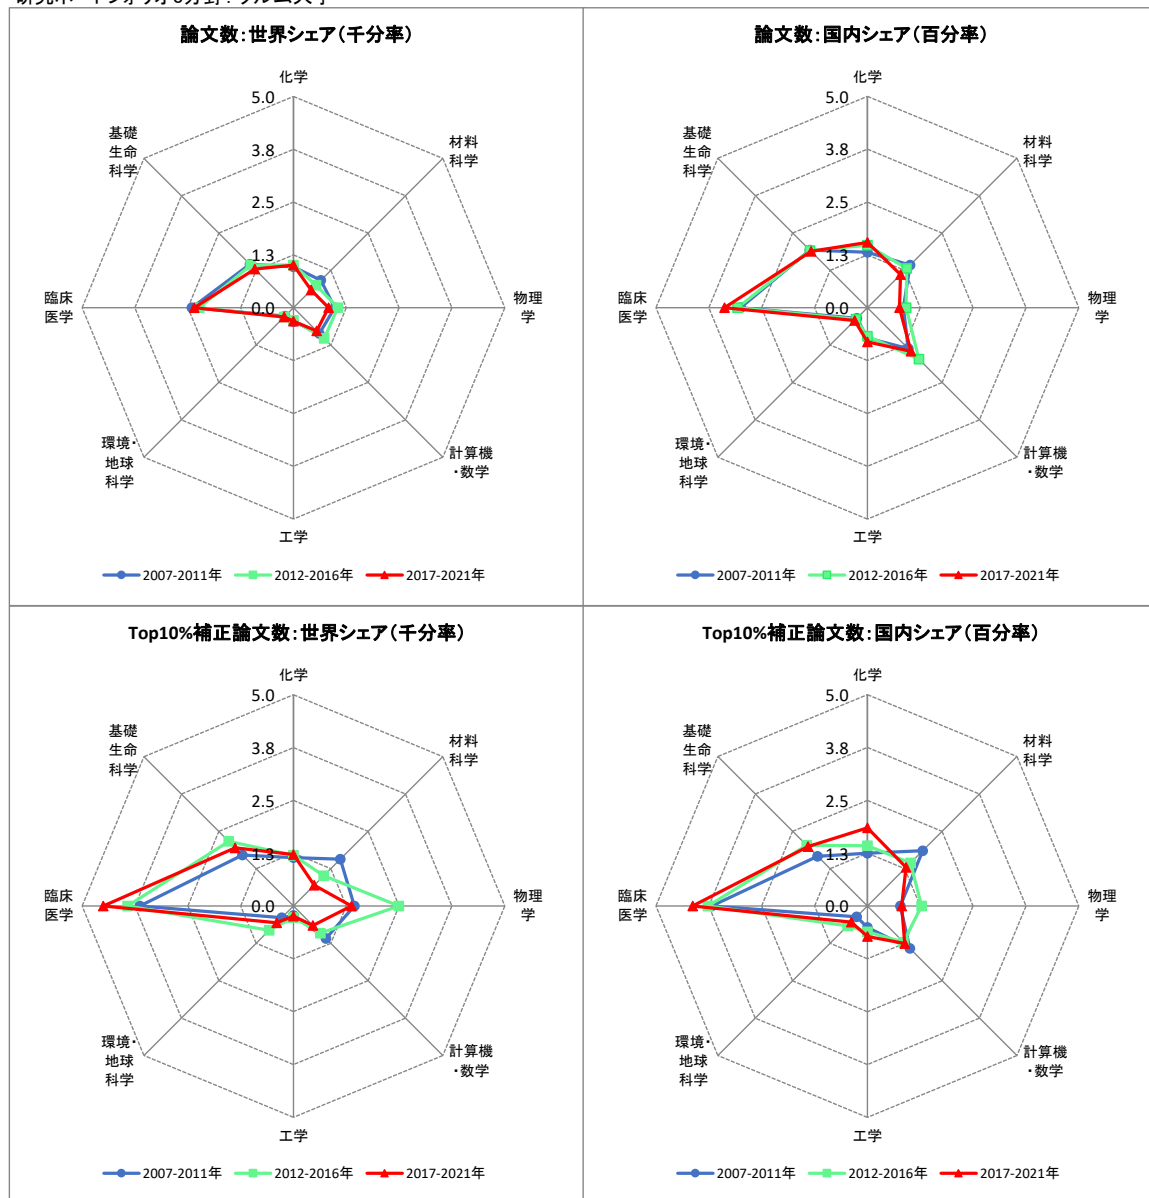 論文数:世界シェア(千分率)
化学
5.0
3.8
2.5
1.3
0.0
材料
科学
物理
学
計算機
・数学
工学
環境・
地球
科学
臨床
医学
基礎
生命
科学
2007-2011年
2012-2016年
2017-2021年
論文数:国内シェア(百分率)
化学
5.0
3.8
2.5
1.3
0.0
材料
科学
物理
学
計算機
・数学
工学
環境・
地球
科学
臨床
医学
基礎
生命
科学
2007-2011年
2012-2016年
2017-2021年
Top10%補正論文数:世界シェア(千分率)
化学
5.0
3.8
2.5
1.3
0.0
材料
科学
物理
学
計算機
・数学
工学
環境・
地球
科学
臨床
医学
基礎
生命
科学
2007-2011年
2012-2016年
2017-2021年
Top10%補正論文数:国内シェア(百分率)
化学
5.0
3.8
2.5
1.3
0.0
材料
科学
物理
学
計算機
・数学
工学
環境・
地球
科学
臨床
医学
基礎
生命
科学
2007-2011年
2012-2016年
2017-2021年